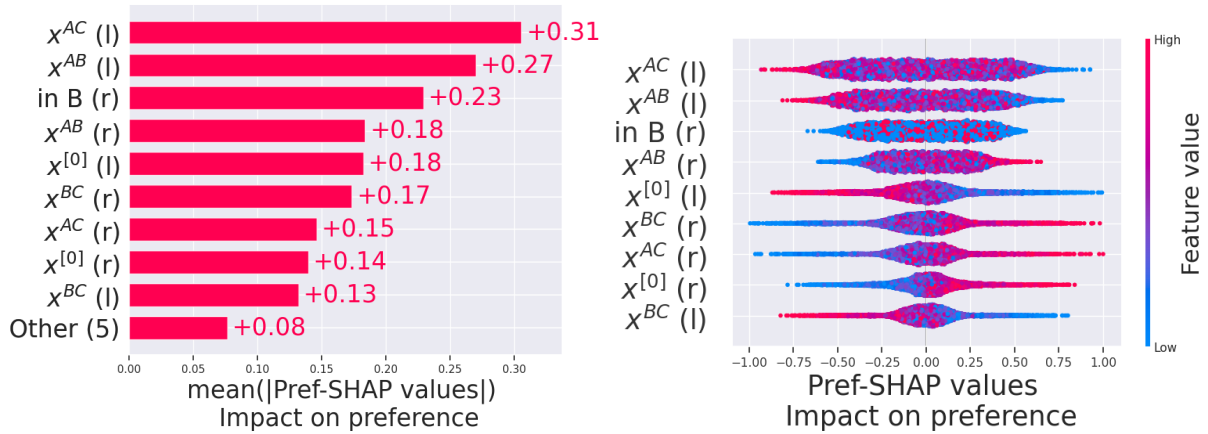 x^{AC} (l)
+0.31
x^{AB} (l)
+0.27
in B (r)
+0.23
x^{AB} (r)
+0.18
x^{[0]} (l)
+0.18
x^{BC} (r)
+0.17
x^{AC} (r)
+0.15
x^{[0]} (r)
+0.14
x^{BC} (l)
+0.13
Other (5)
+0.08
0.00 0.05 0.10 0.15 0.20 0.25 0.30
mean(|Pref-SHAP values|)
Impact on preference
x^{AC} (l)
x^{AB} (l)
in B (r)
x^{AB} (r)
x^{[0]} (l)
x^{BC} (r)
x^{AC} (r)
x^{[0]} (r)
x^{BC} (l)
−1.00 −0.75 −0.50 −0.25 0.00 0.25 0.50 0.75 1.00
Pref-SHAP values
Impact on preference
High
Low
Feature value